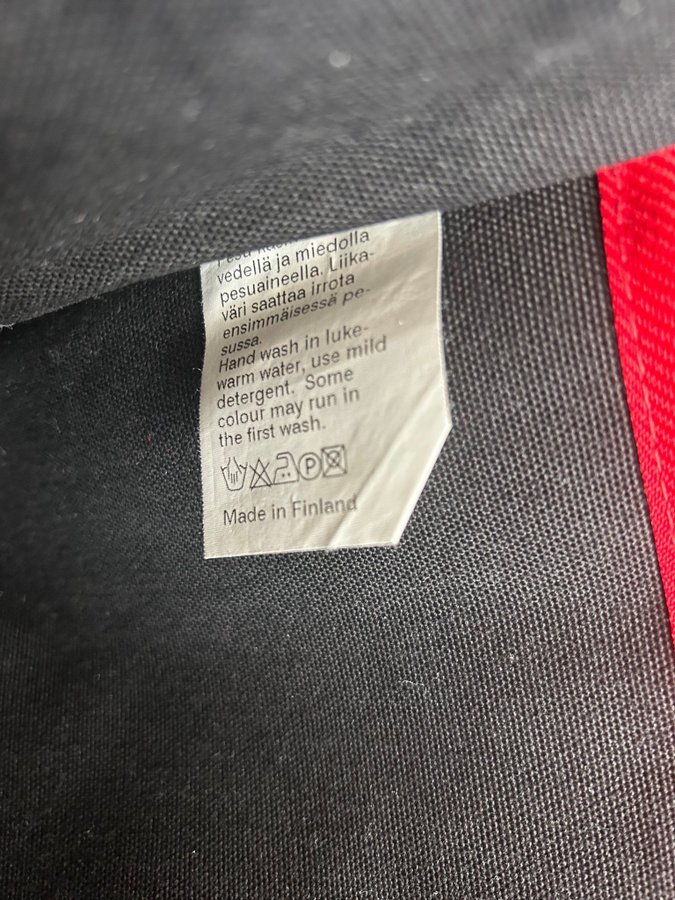 vedellä ja miedolla
pesuaineella. Liika-
väri saattaa irrota
ensimmäisessä pe-
sussa.
Hand wash in luke-
warm water, use mild
detergent. Some
colour may run in
the first wash.
P
Made in Finland